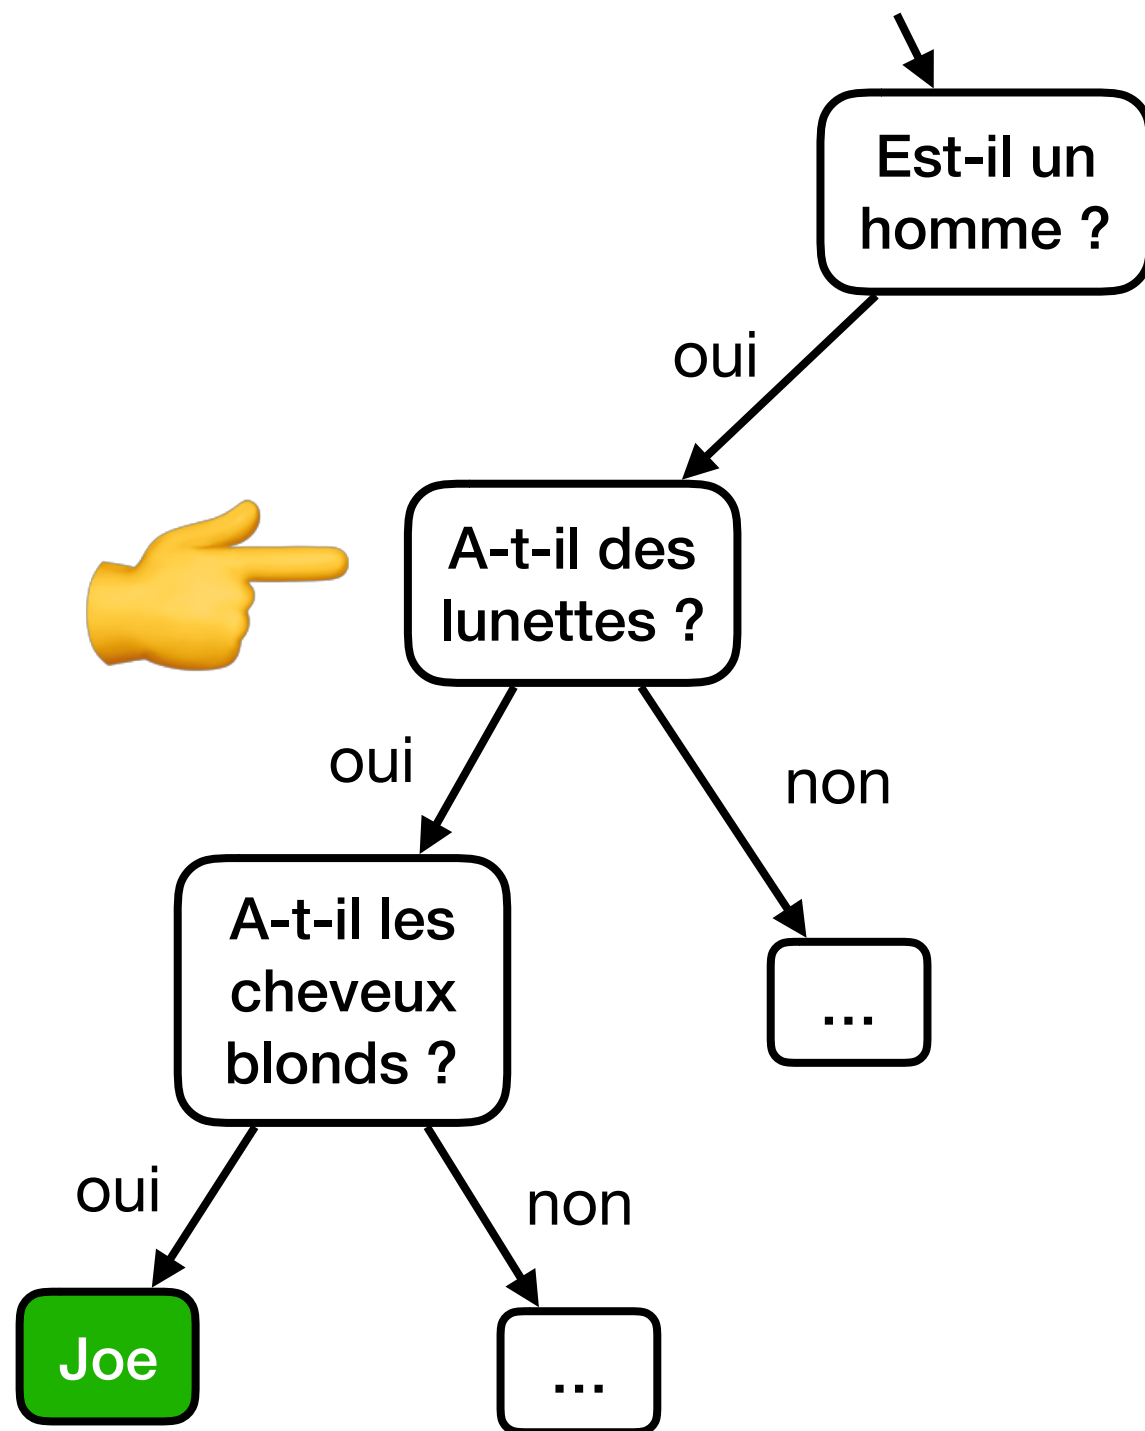 Est-il un
homme ?
oui
A-t-il des
lunettes ?
oui
non
A-t-il les
cheveux
blonds ?
...
oui
non
Joe
...